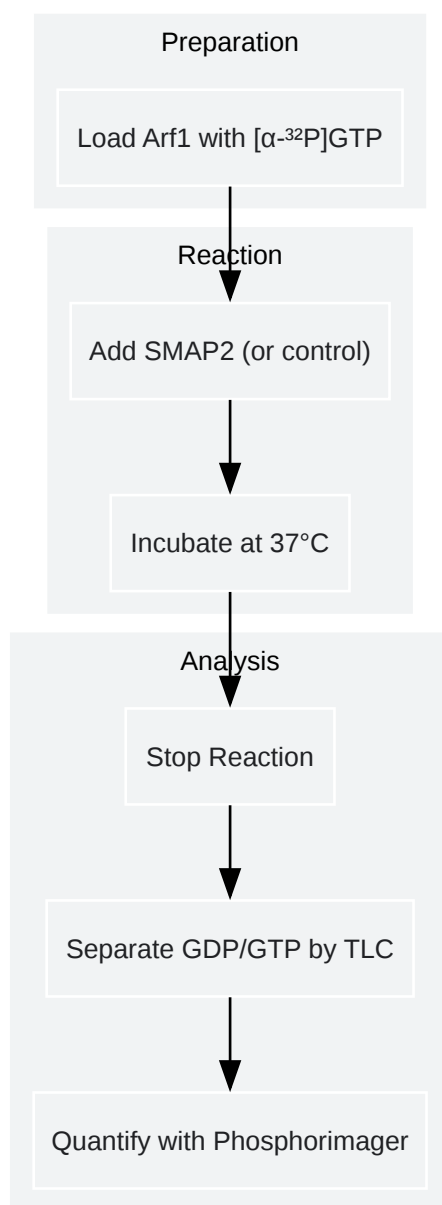 Preparation
Load Arf1 with [α-³²P]GTP
Reaction
Add SMAP2 (or control)
Incubate at 37°C
Analysis
Stop Reaction
Separate GDP/GTP by TLC
Quantify with Phosphorimager